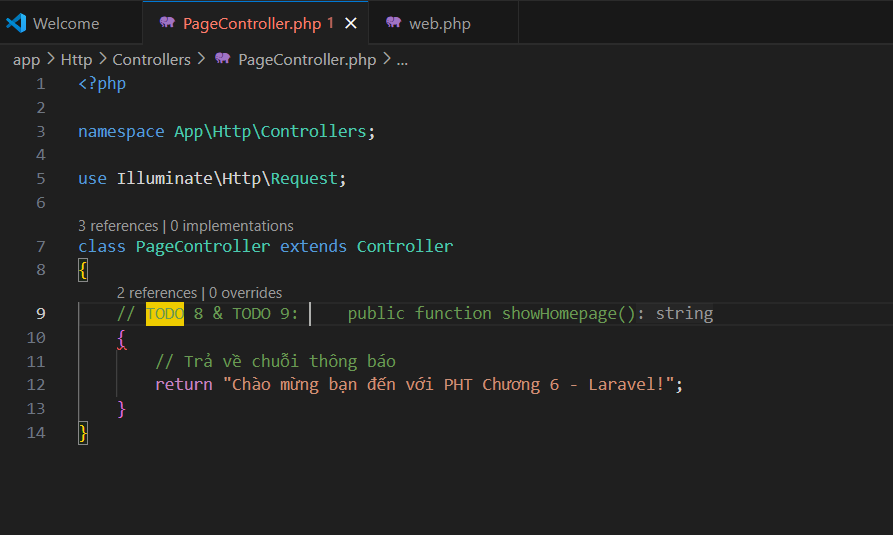 Welcome PageController.php 1 web.php
app > Http > Controllers > PageController.php > ...
1 <?php
2
3 namespace App\Http\Controllers;
4
5 use Illuminate\Http\Request;
6
3 references | 0 implementations
7 class PageController extends Controller
8 {
2 references | 0 overrides
9 // TODO 8 & TODO 9: public function showHomepage(): string
10 {
11 // Trả về chuỗi thông báo
12 return "Chào mừng bạn đến với PHT Chương 6 - Laravel!";
13 }
14 }